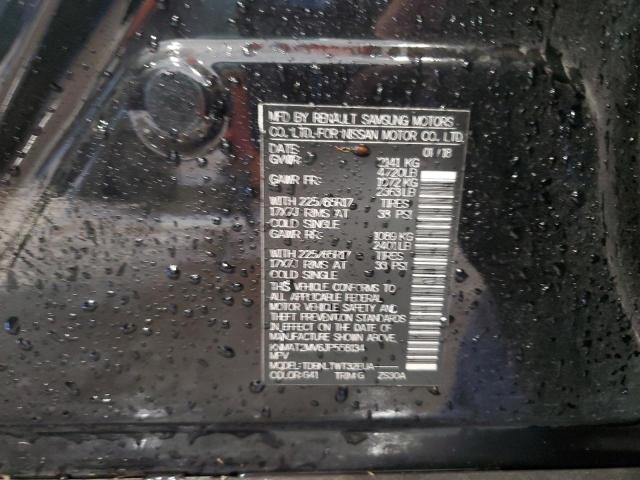 MFD BY RENAULT SAMSUNG MOTORS
CO. LTD. FOR NISSAN MOTOR CO. LTD.
DATE: 01/18
GVWR: 2141 KG
4720LB
GAWR FR: 1072 KG
2363LB
WITH 225/65R17 TIRES
17X7J RIMS AT 33 PSI
COLD SINGLE
GAWR RR: 1089 KG
2401LB
WITH 225/65R17 TIRES
17X7J RIMS AT 33 PSI
COLD SINGLE
THIS VEHICLE CONFORMS TO
ALL APPLICABLE FEDERAL
MOTOR VEHICLE SAFETY AND
THEFT PREVENTION STANDARDS
IN EFFECT ON THE DATE OF
MANUFACTURE SHOWN ABOVE.
KNMAT2MV6JP558134
MPV
MODEL:
COLOR: G41 TRIM:G ZS30A